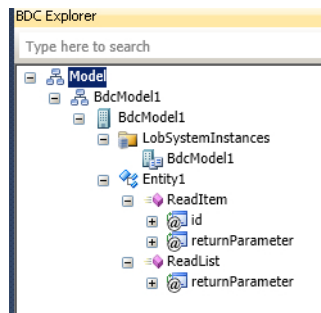 BDC Explorer
Type here to search
Model
BdcModel1
BdcModel1
LobSystemInstances
BdcModel1
Entity1
ReadItem
id
returnParameter
ReadList
returnParameter